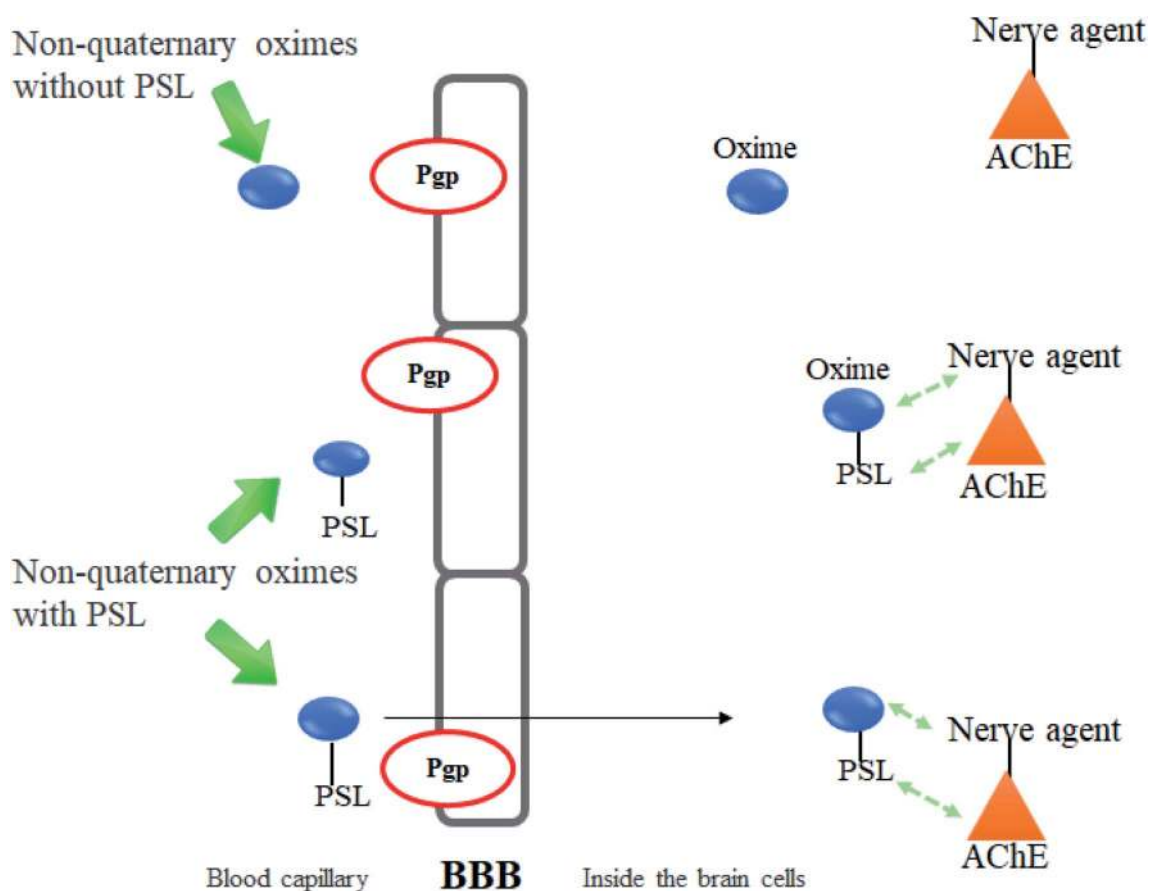 Non-quaternary oximes
without PSL
Nerve agent
Pgp
Oxime
AChE
Pgp
Oxime
Nerve agent
PSL
PSL
AChE
Non-quaternary oximes
with PSL
Nerve agent
Pgp
PSL
PSL
AChE
Blood capillary
BBB
Inside the brain cells